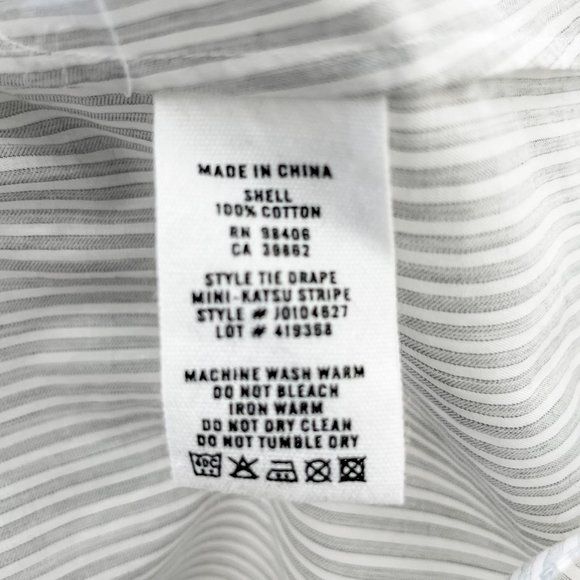 MADE IN CHINA
SHELL
100% COTTON
RN 98406
CA 39862
STYLE TIE DRAPE
MINI-KATSU STRIPE
STYLE # J0104627
LOT # 419368
MACHINE WASH WARM
DO NOT BLEACH
IRON WARM
DO NOT DRY CLEAN
DO NOT TUMBLE DRY